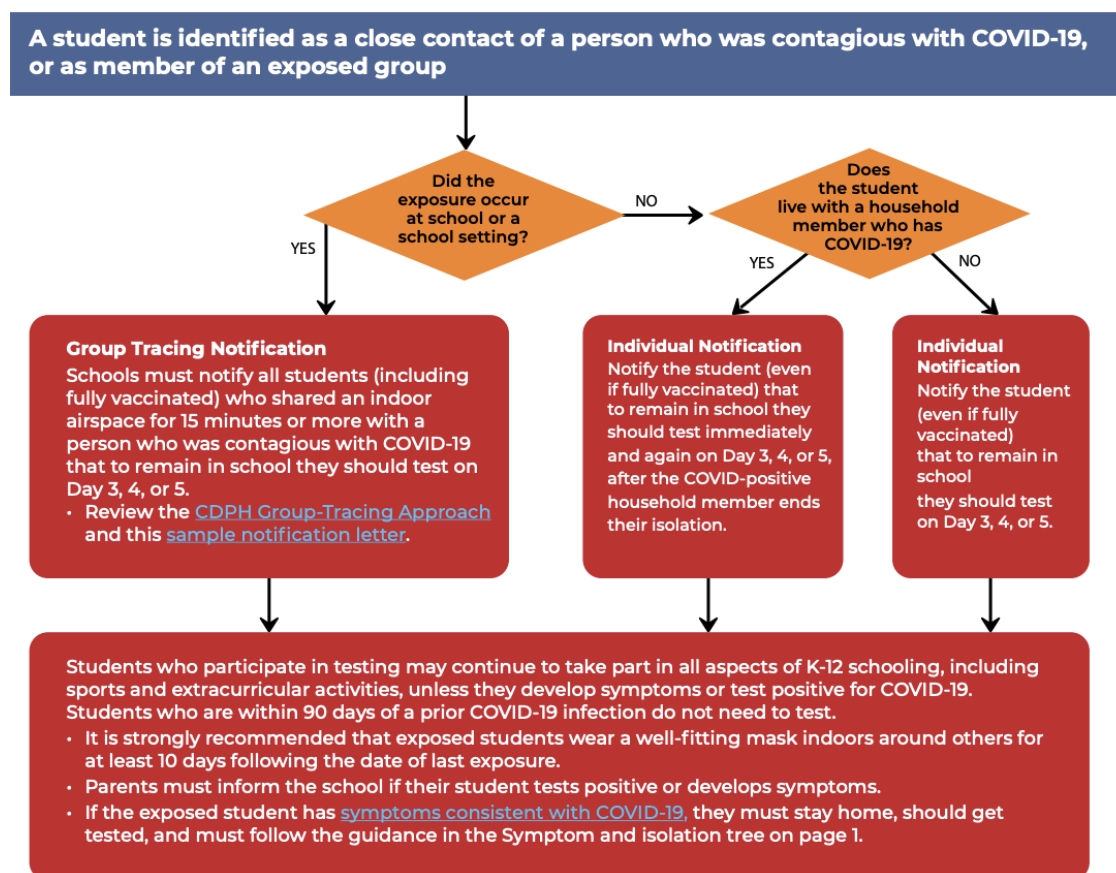 A student is identified as a close contact of a person who was contagious with COVID-19,
or as member of an exposed group
Did the
exposure occur
at school or a
school setting?
NO
Does
the student
live with a household
member who has
COVID-19?
YES
YES
NO
Group Tracing Notification
Schools must notify all students (including
fully vaccinated) who shared an indoor
airspace for 15 minutes or more with a
person who was contagious with COVID-19
that to remain in school they should test on
Day 3, 4, or 5.
• Review the CDPH Group-Tracing Approach
and this sample notification letter.
Individual Notification
Notify the student (even
if fully vaccinated) that
to remain in school they
should test immediately
and again on Day 3, 4, or 5,
after the COVID-positive
household member ends
their isolation.
Individual
Notification
Notify the student
(even if fully
vaccinated)
that to remain in
school
they should test
on Day 3, 4, or 5.
Students who participate in testing may continue to take part in all aspects of K-12 schooling, including
sports and extracurricular activities, unless they develop symptoms or test positive for COVID-19.
Students who are within 90 days of a prior COVID-19 infection do not need to test.
• It is strongly recommended that exposed students wear a well-fitting mask indoors around others for
at least 10 days following the date of last exposure.
• Parents must inform the school if their student tests positive or develops symptoms.
• If the exposed student has symptoms consistent with COVID-19, they must stay home, should get
tested, and must follow the guidance in the Symptom and isolation tree on page 1.